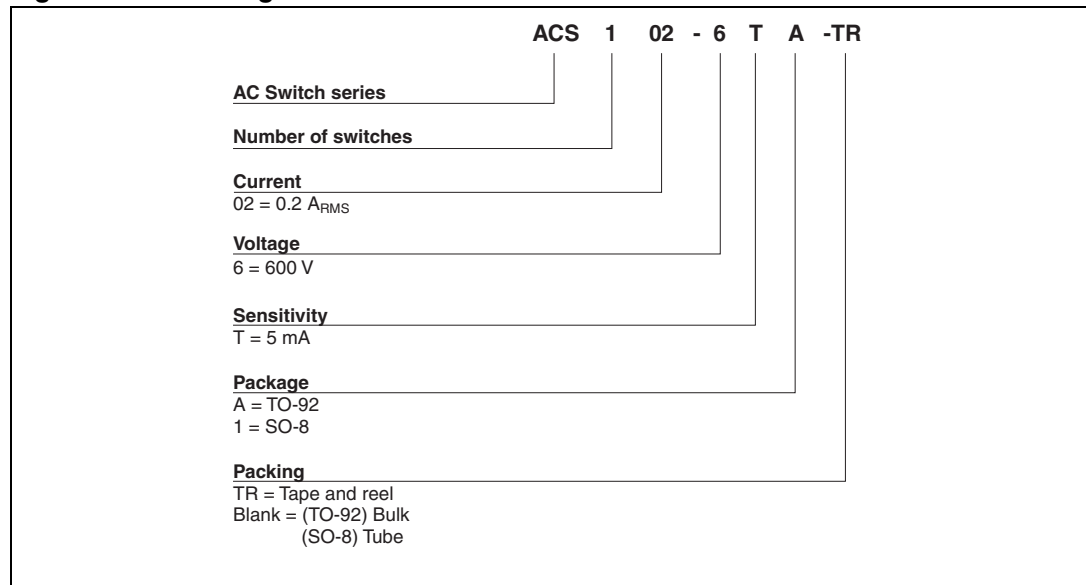 ACS 1 02 - 6 T A -TR
AC Switch series
Number of switches
Current
02 = 0.2 ARMS
Voltage
6 = 600 V
Sensitivity
T = 5 mA
Package
A = TO-92
1 = SO-8
Packing
TR = Tape and reel
Blank = (TO-92) Bulk
(SO-8) Tube